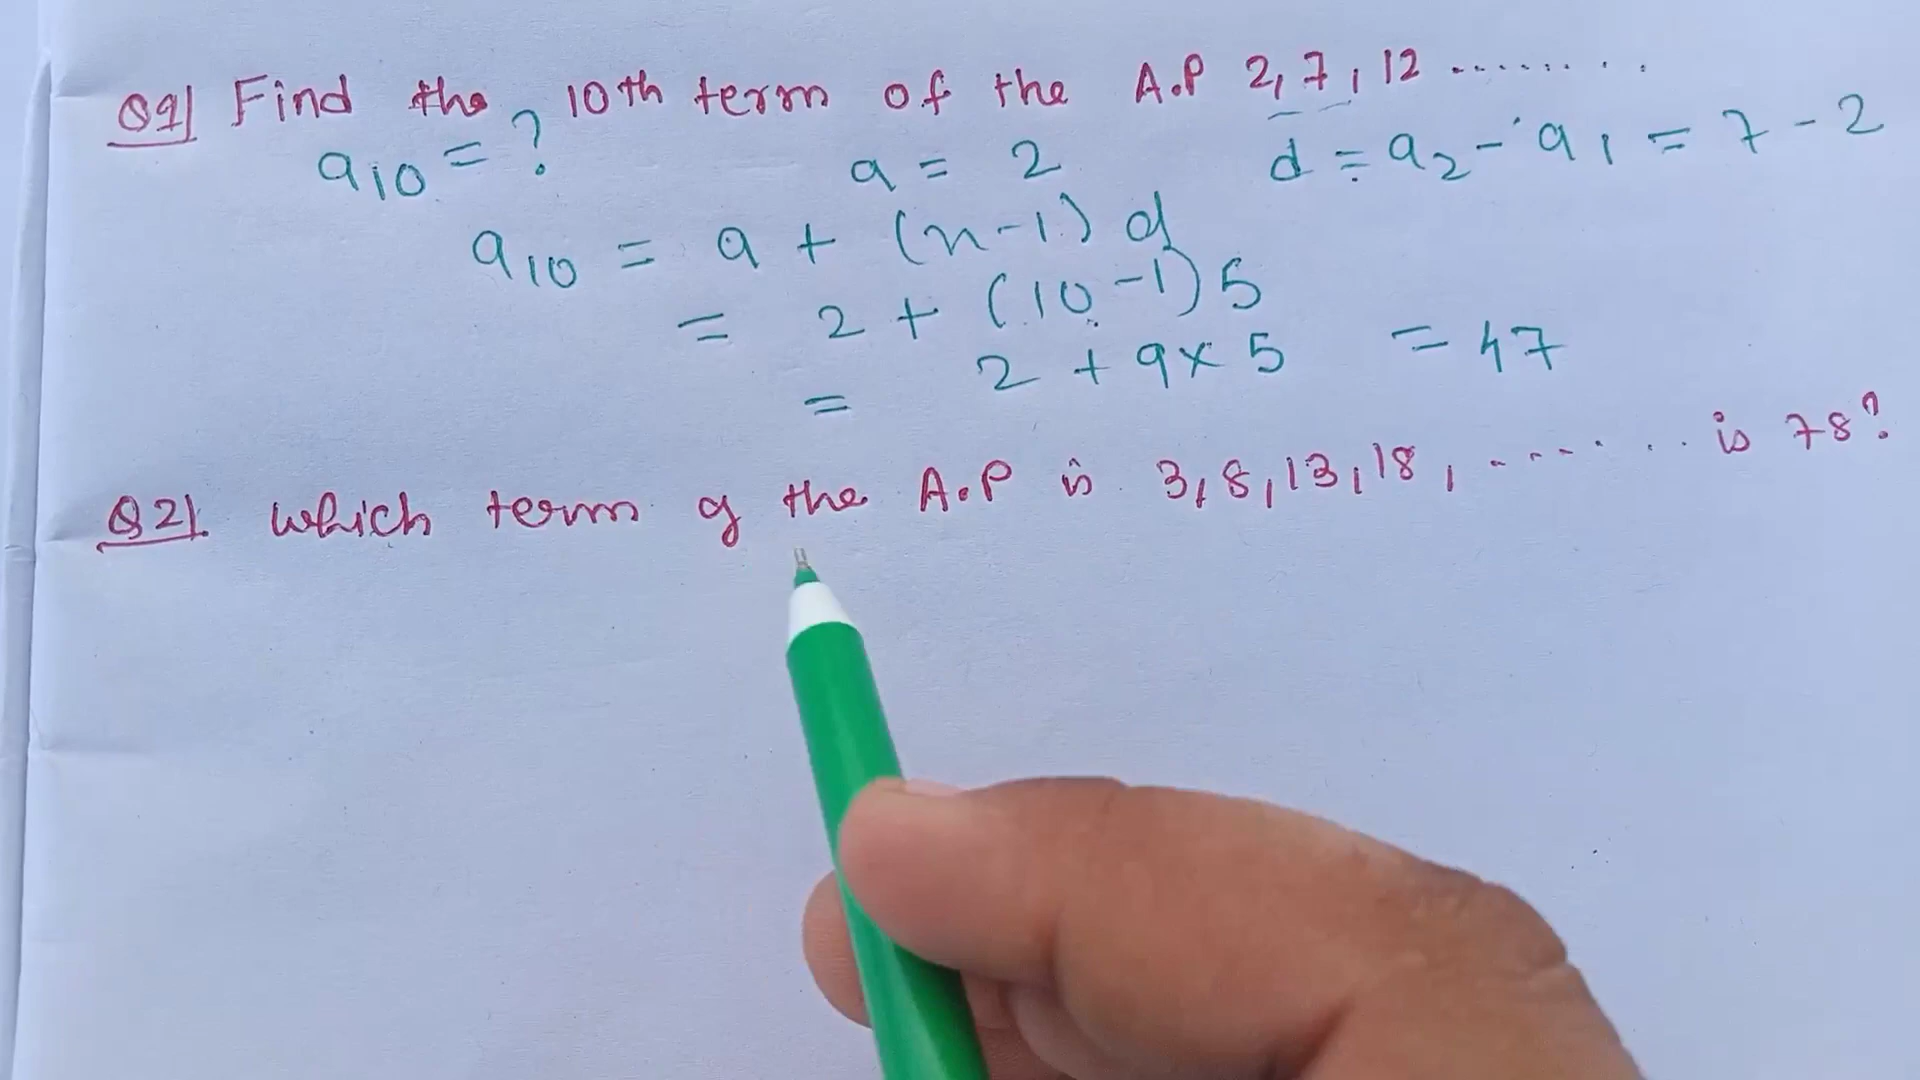 Q1| Find the 10th term of the A.P 2, 7, 12 .........
a10 = ? a = 2 d = a2 - a1 = 7 - 2
a10 = a + (n-1) d
= 2 + (10-1) 5
= 2 + 9 x 5 = 47
Q2|. which term of the A.P is 3, 8, 13, 18, ......... is 78?